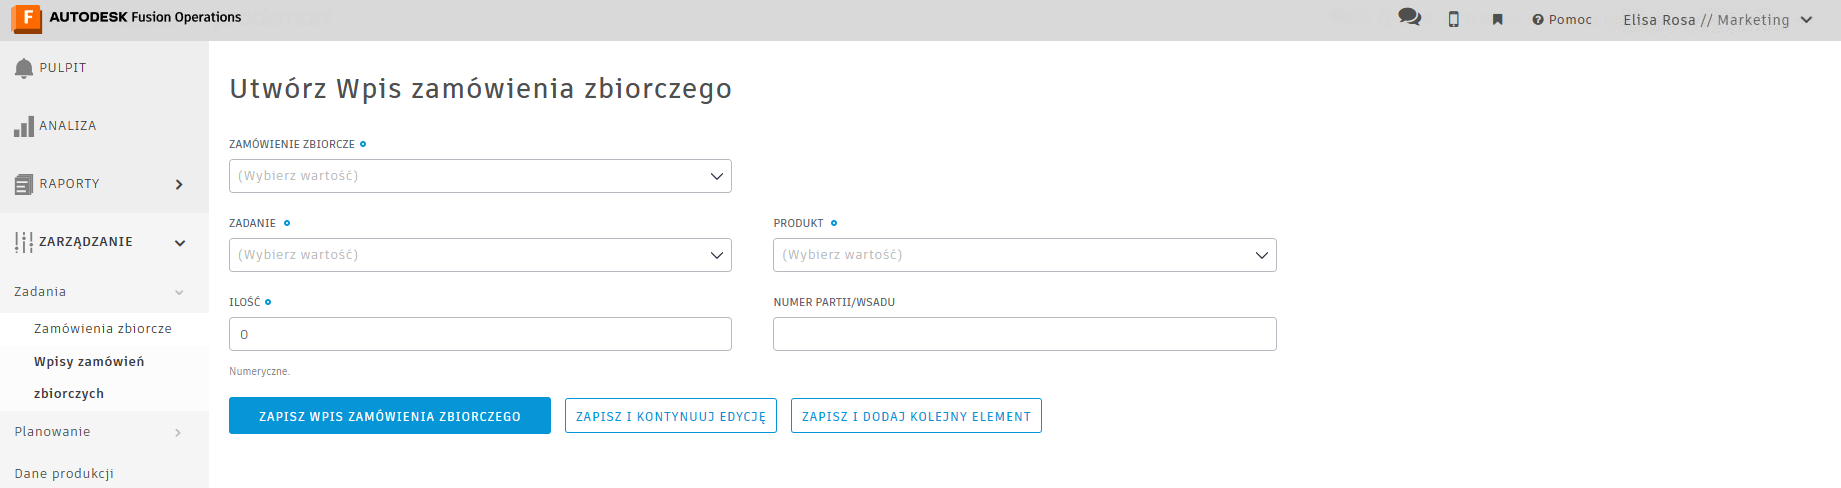 AUTODESK Fusion Operations
Pomoc
Elisa Rosa // Marketing
PULPIT
ANALIZA
RAPORTY
ZARZĄDZANIE
Zadania
Zamówienia zbiorcze
Wpisy zamówień
zbiorczych
Planowanie
Dane produkcji
Utwórz Wpis zamówienia zbiorczego
ZAMÓWIENIE ZBIORCZE
(Wybierz wartość)
ZADANIE
(Wybierz wartość)
PRODUKT
(Wybierz wartość)
ILOŚĆ
0
Numeryczne.
NUMER PARTII/WSADU
ZAPISZ WPIS ZAMÓWIENIA ZBIORCZEGO
ZAPISZ I KONTYNUUJ EDYCJĘ
ZAPISZ I DODAJ KOLEJNY ELEMENT